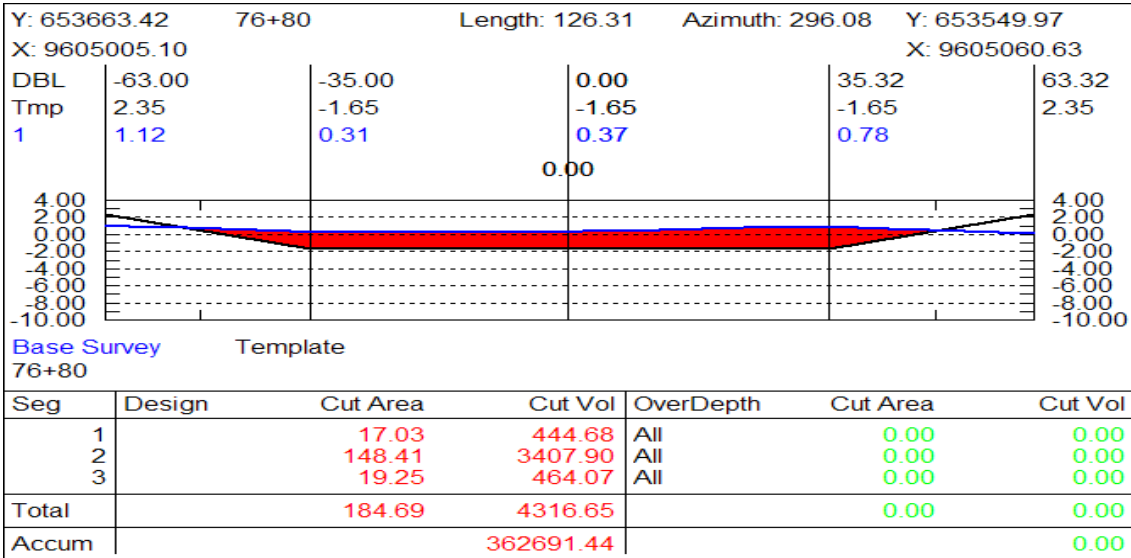 Y: 653663.42 76+80 Length: 126.31 Azimuth: 296.08 Y: 653549.97
X: 9605005.10 X: 9605060.63
DBL -63.00 -35.00 0.00 35.32 63.32
Tmp 2.35 -1.65 -1.65 -1.65 2.35
1 1.12 0.31 0.37 0.78
0.00
4.00 4.00
2.00 2.00
0.00 0.00
-2.00 -2.00
-4.00 -4.00
-6.00 -6.00
-8.00 -8.00
-10.00 -10.00
Base Survey Template
76+80
Seg Design Cut Area Cut Vol OverDepth Cut Area Cut Vol
1 17.03 444.68 All 0.00 0.00
2 148.41 3407.90 All 0.00 0.00
3 19.25 464.07 All 0.00 0.00
Total 184.69 4316.65 0.00 0.00
Accum 362691.44 0.00